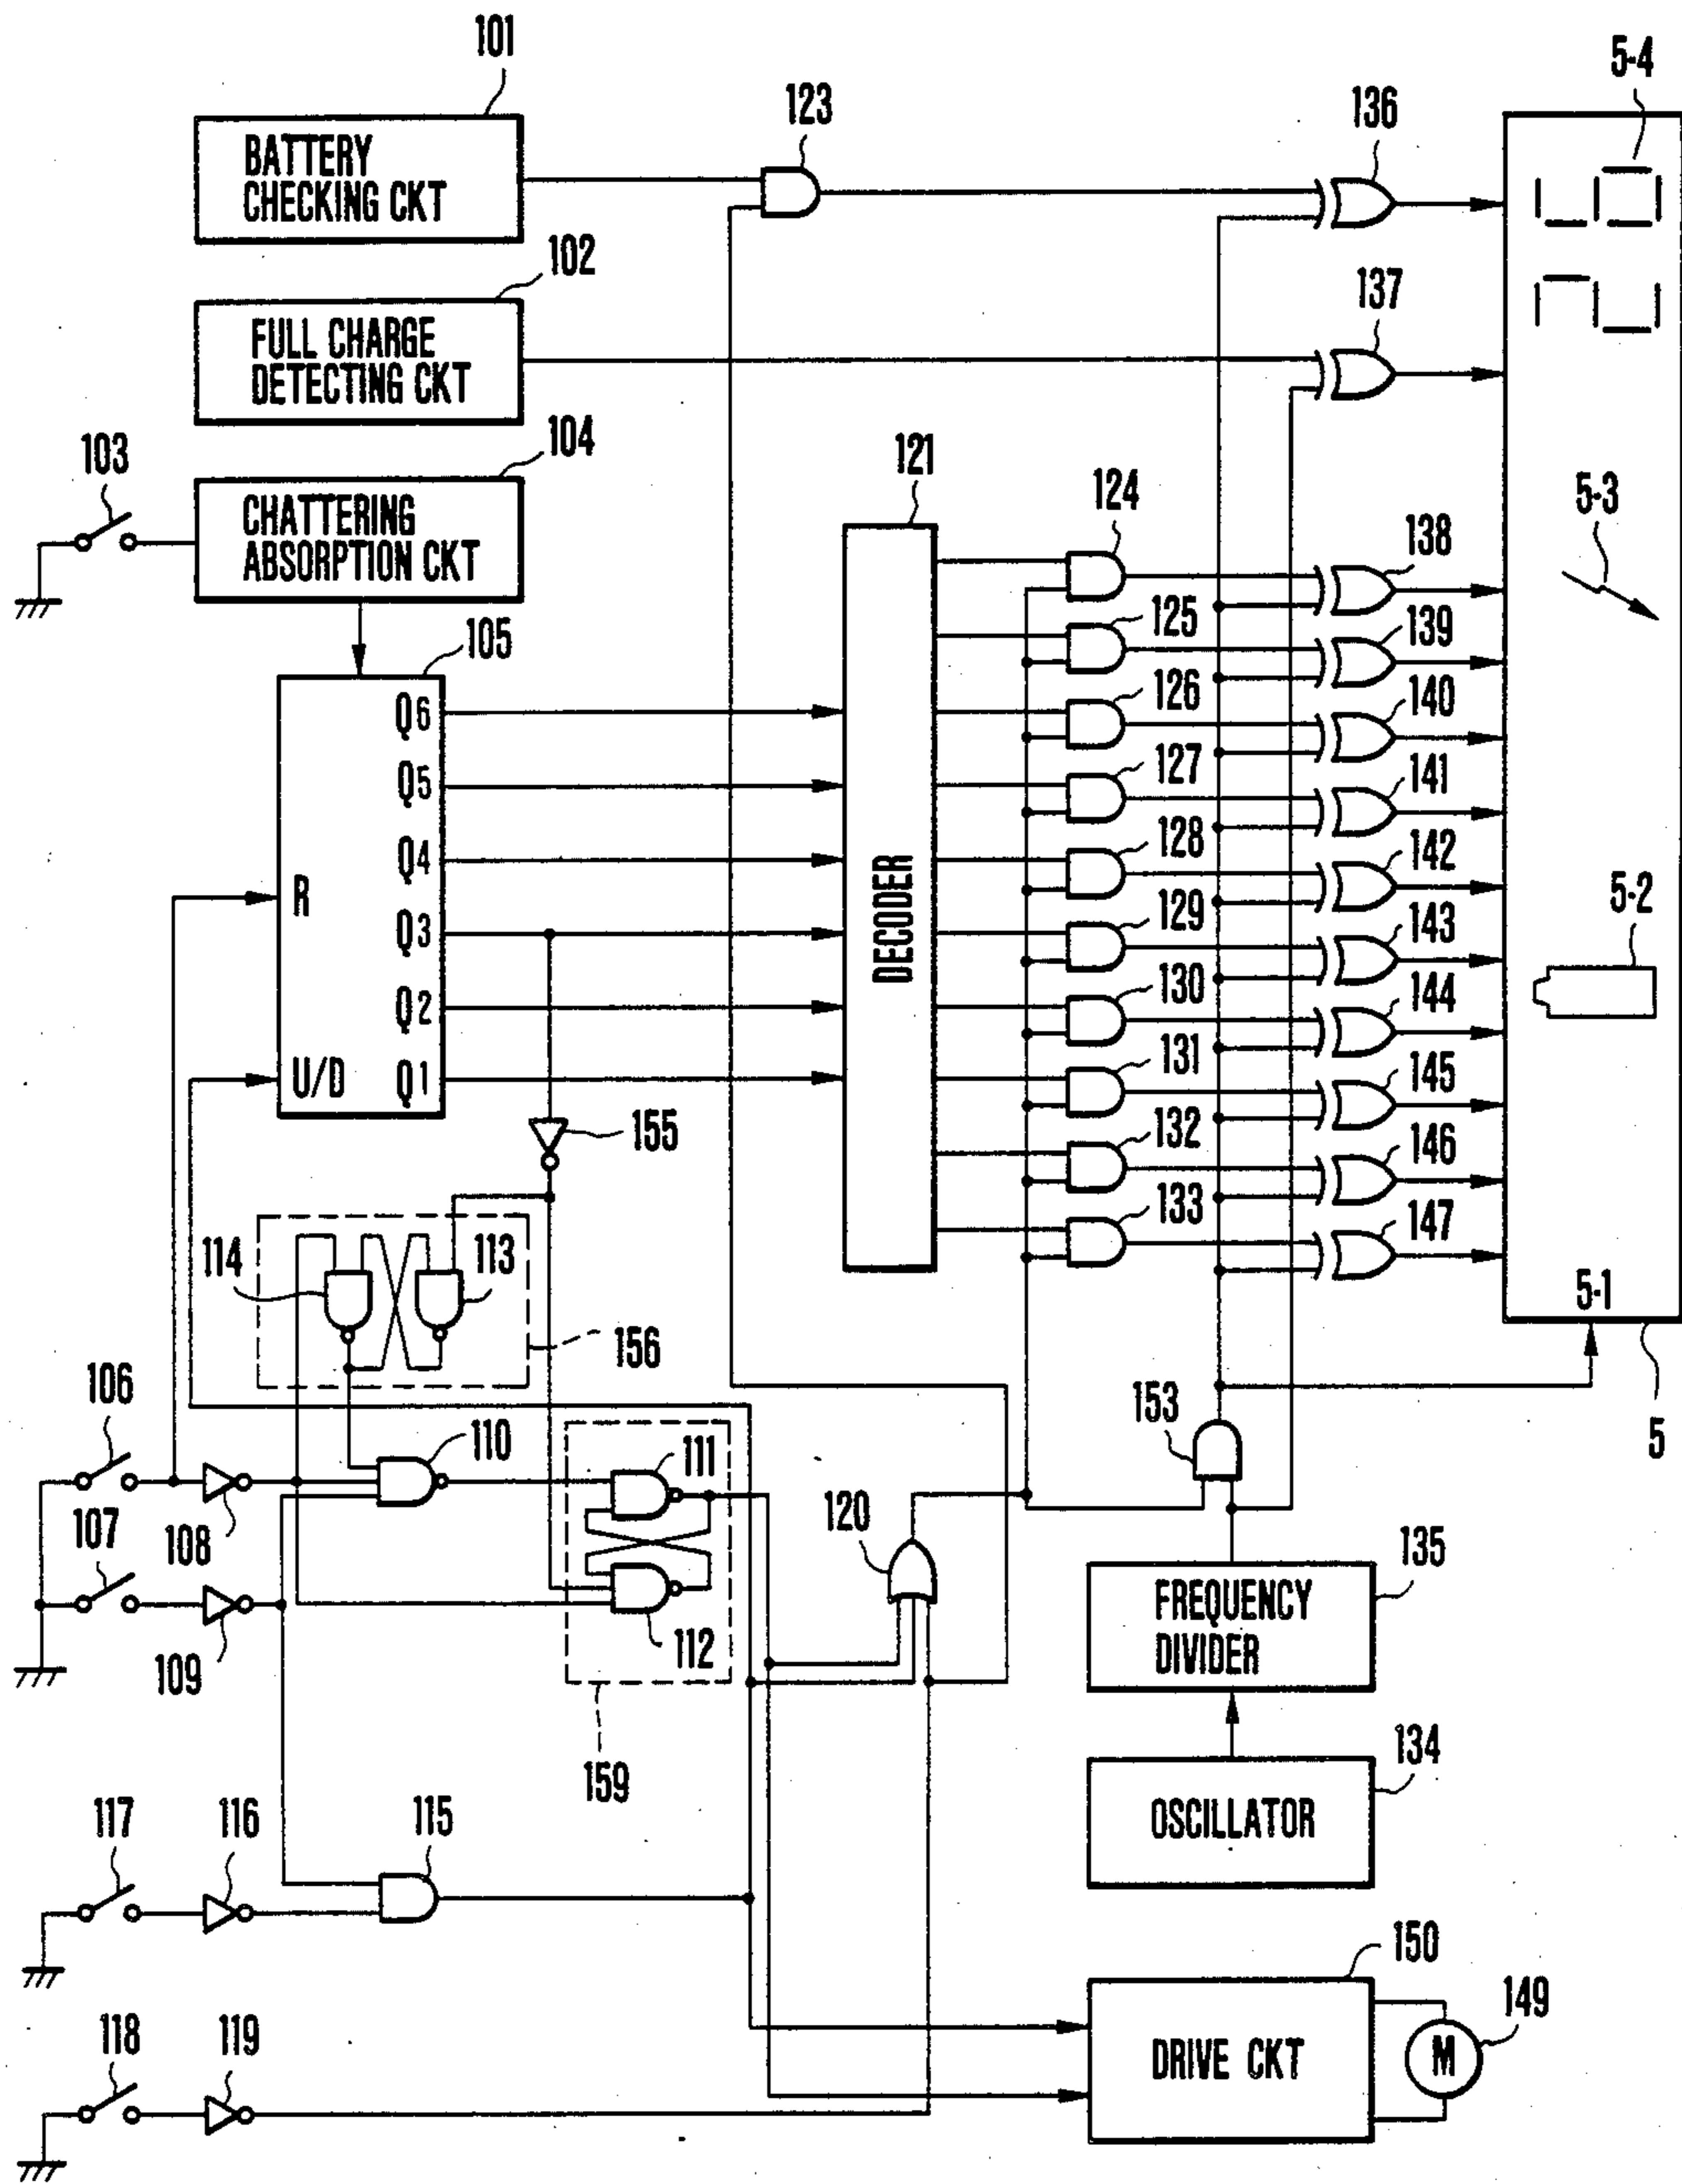 101
BATTERY
CHECKING CKT
123
136
5-4
102
FULL CHARGE
DETECTING CKT
137
103
104
CHATTERING
ABSORPTION CKT
121
124
5-3
138
105
125
139
Q6
126
140
Q5
127
141
Q4
128
142
R
DECODER
5-2
Q3
129
143
Q2
130
144
U/D
Q1
131
145
155
132
146
133
147
114
113
5-1
156
106
110
111
153
5
107
108
120
135
FREQUENCY
DIVIDER
109
112
159
134
OSCILLATOR
117
116
115
150
118
119
DRIVE CKT
M
149